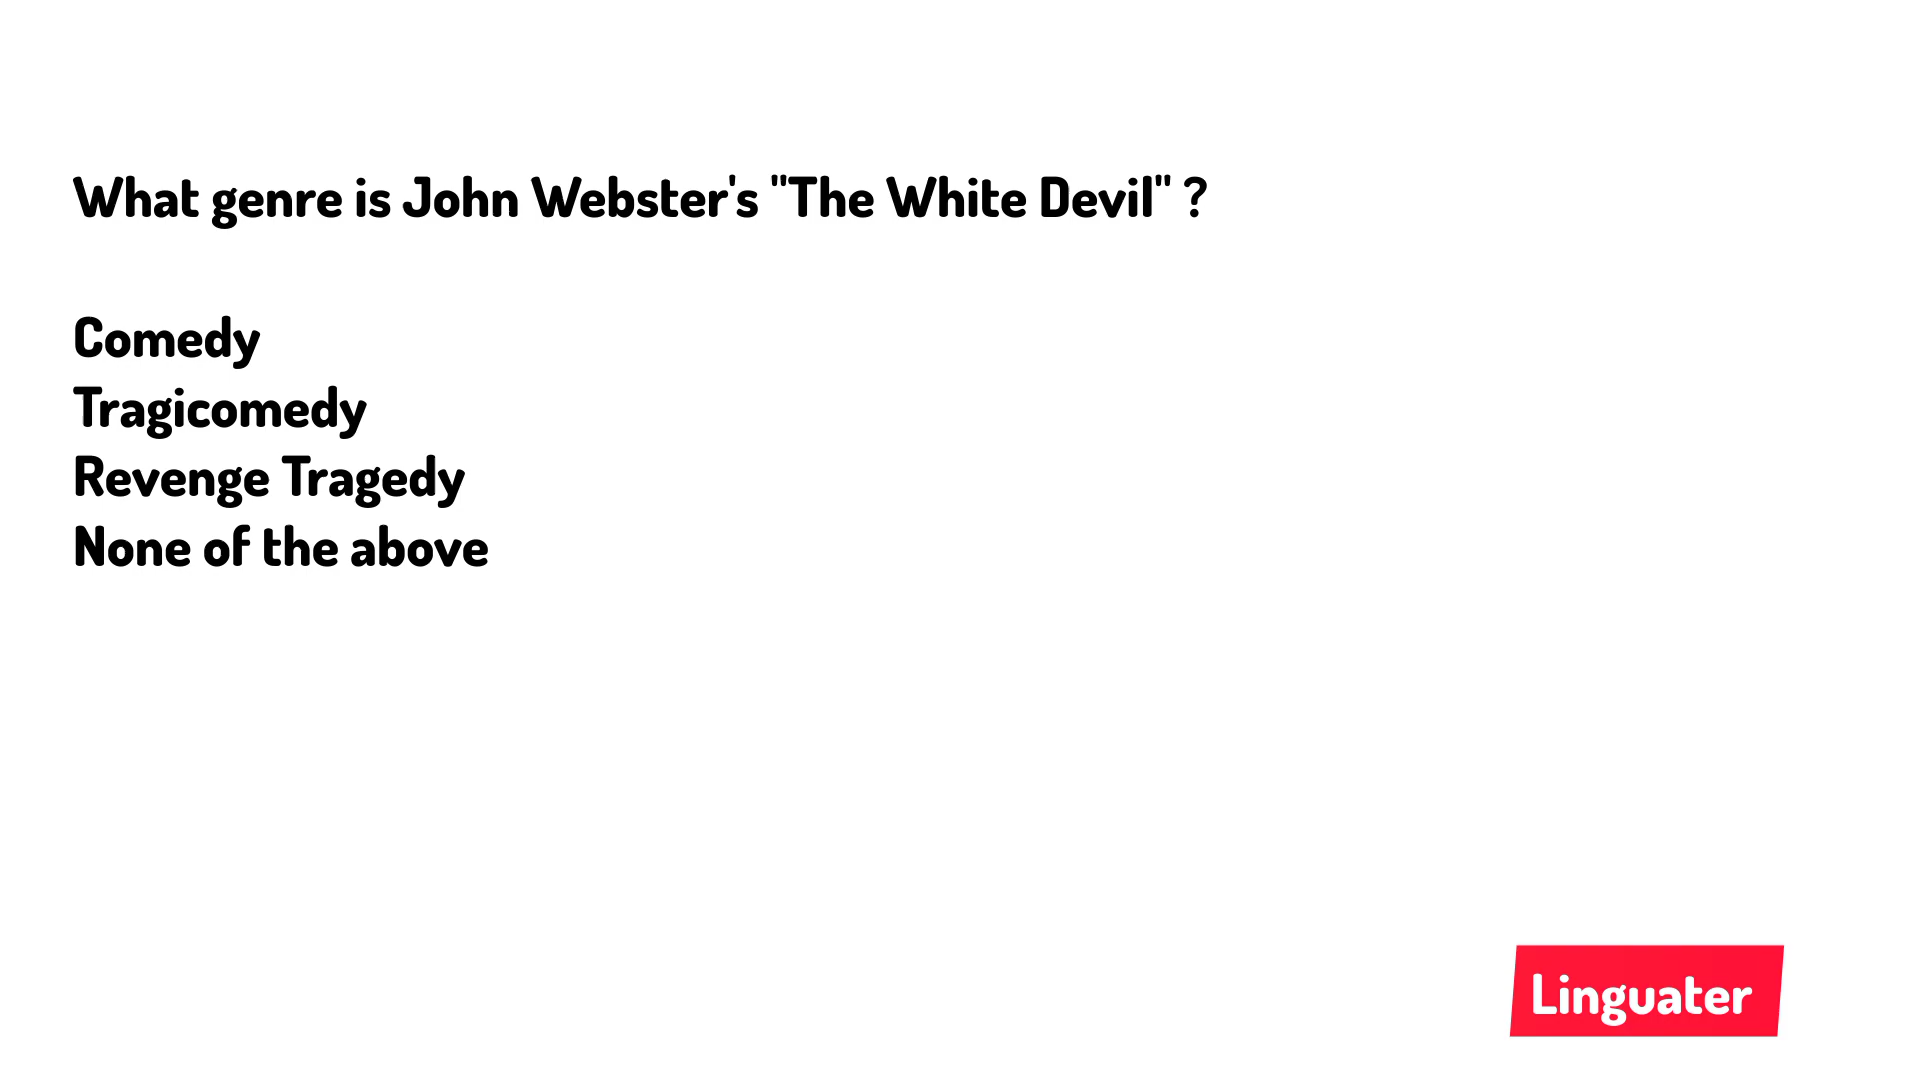 What genre is John Webster's "The White Devil" ?
Comedy
Tragicomedy
Revenge Tragedy
None of the above
Linguater